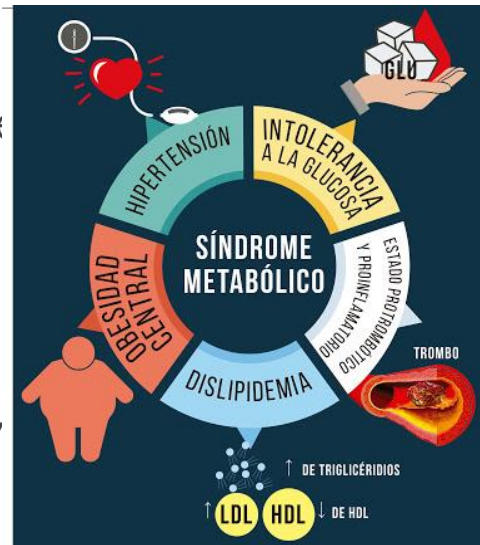 GLU
HIPERTENSIÓN
INTOLERANCIA
A LA GLUCOSA
SÍNDROME
METABÓLICO
OBESIDAD
CENTRAL
ESTADO PROTROMBÓTICO
Y PROINFLAMATORIO
TROMBO
DISLIPIDEMIA
↑ DE TRIGLICÉRIDIOS
↑ LDL HDL ↓ DE HDL